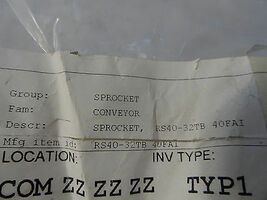 Group: SPROCKET
Fam: CONVEYOR
Descr: SPROCKET, RS40-32TB 40FAI
Mfg item id: RS40-32TB 40FAI
LOCATION: INV TYPE:
COM ZZ ZZ ZZ TYP1